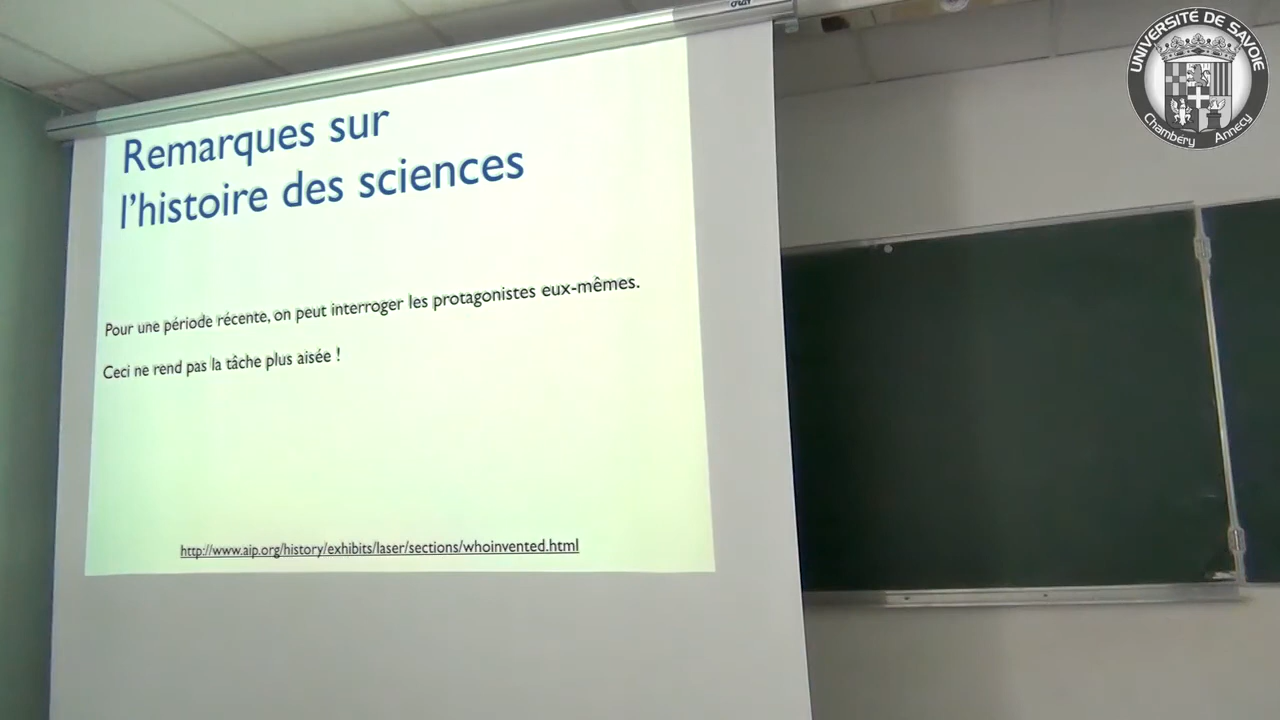 Remarques sur
l'histoire des sciences
Pour une période récente, on peut interroger les protagonistes eux-mêmes.
Ceci ne rend pas la tâche plus aisée !
http://www.aip.org/history/exhibits/laser/sections/whoinvented.html
UNIVERSITÉ DE SAVOIE
Chambéry Annecy